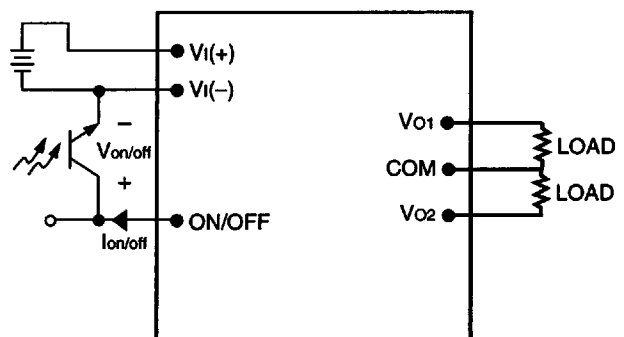 VI(+)
VI(−)
−
Von/off
+
Ion/off
ON/OFF
VO1
COM
VO2
LOAD
LOAD